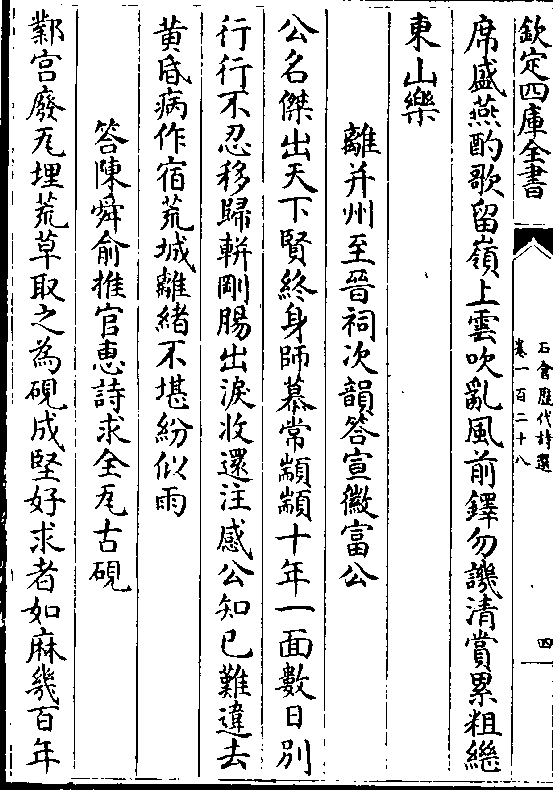 欽定四庫全書
石倉歷代詩選
卷一百二十八
四
席盛燕酌歌留嶺上雲吹亂風前鐸勿譏清賞累粗繼
東山樂
離并州至晉祠次韻答宣徽富公
公名傑出天下賢終身師慕常顓顓十年一面數日別
行行不忍移歸軿剛腸出淚收還注感公知已難違去
黄昏病作宿荒城離緒不堪紛似雨
答陳舜俞推官惠詩求全瓦古硯
鄴宮廢瓦埋荒草取之為硯成堅好求者如麻幾百年